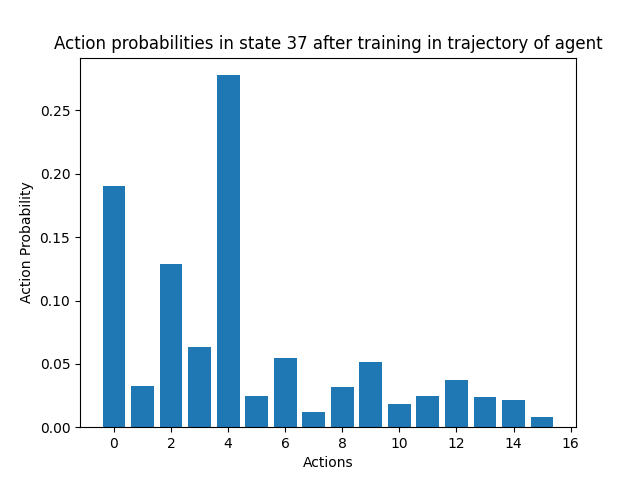 Action probabilities in state 37 after training in trajectory of agent
0.25
0.20
0.15
0.10
0.05
0.00
Action Probability
0 2 4 6 8 10 12 14 16
Actions